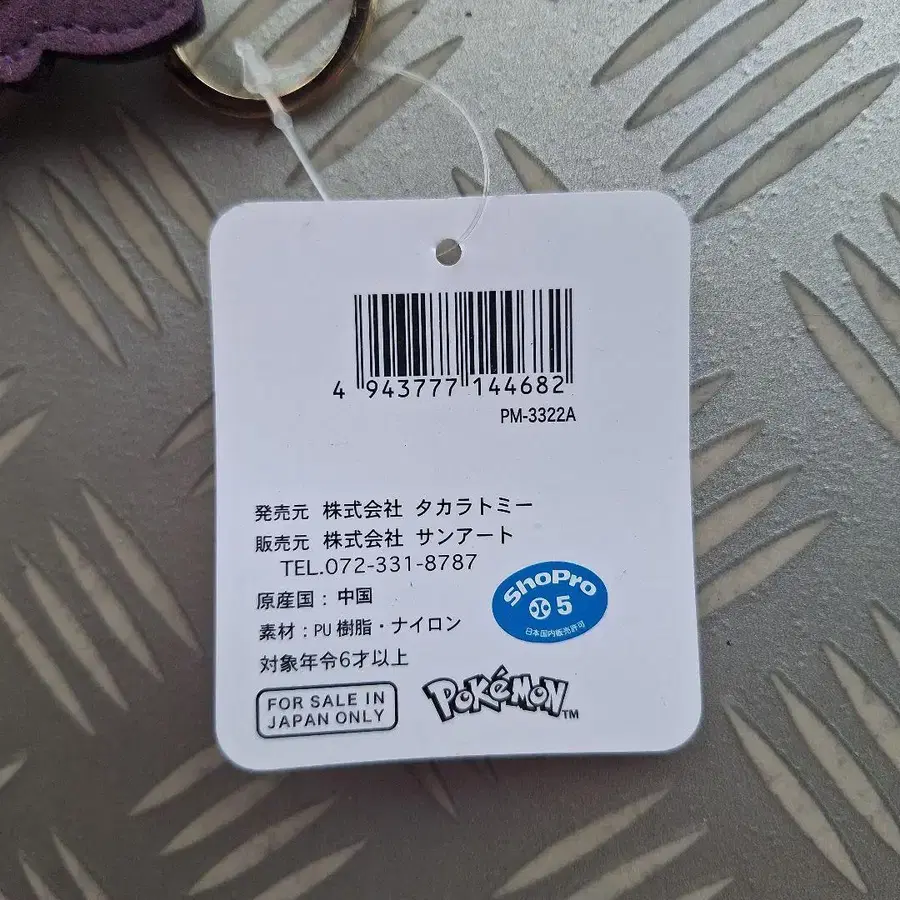 4 943777 144682
PM-3322A
発売元 株式会社 タカラトミー
販売元 株式会社 サンアート
TEL.072-331-8787
原産国：中国
素材：PU 樹脂・ナイロン
対象年令6才以上
ShoPro
5
日本国内販売許可
FOR SALE IN
JAPAN ONLY
POKéMON TM